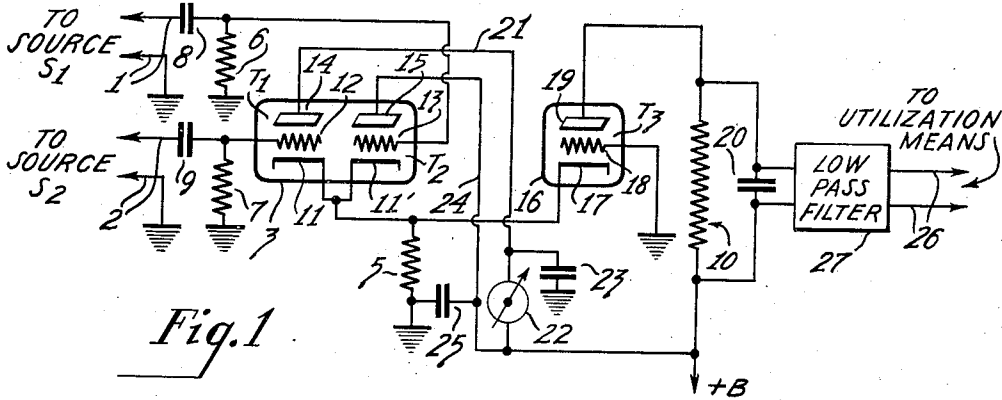 TO
SOURCE
S1
1
8
6
TO
SOURCE
S2
2
9
7
T1
14
12
15
13
T2
3
11
11'
21
24
5
25
22
23
19
T3
16
17
18
20
10
LOW
PASS
FILTER
27
TO
UTILIZATION
MEANS
26
+B
Fig.1